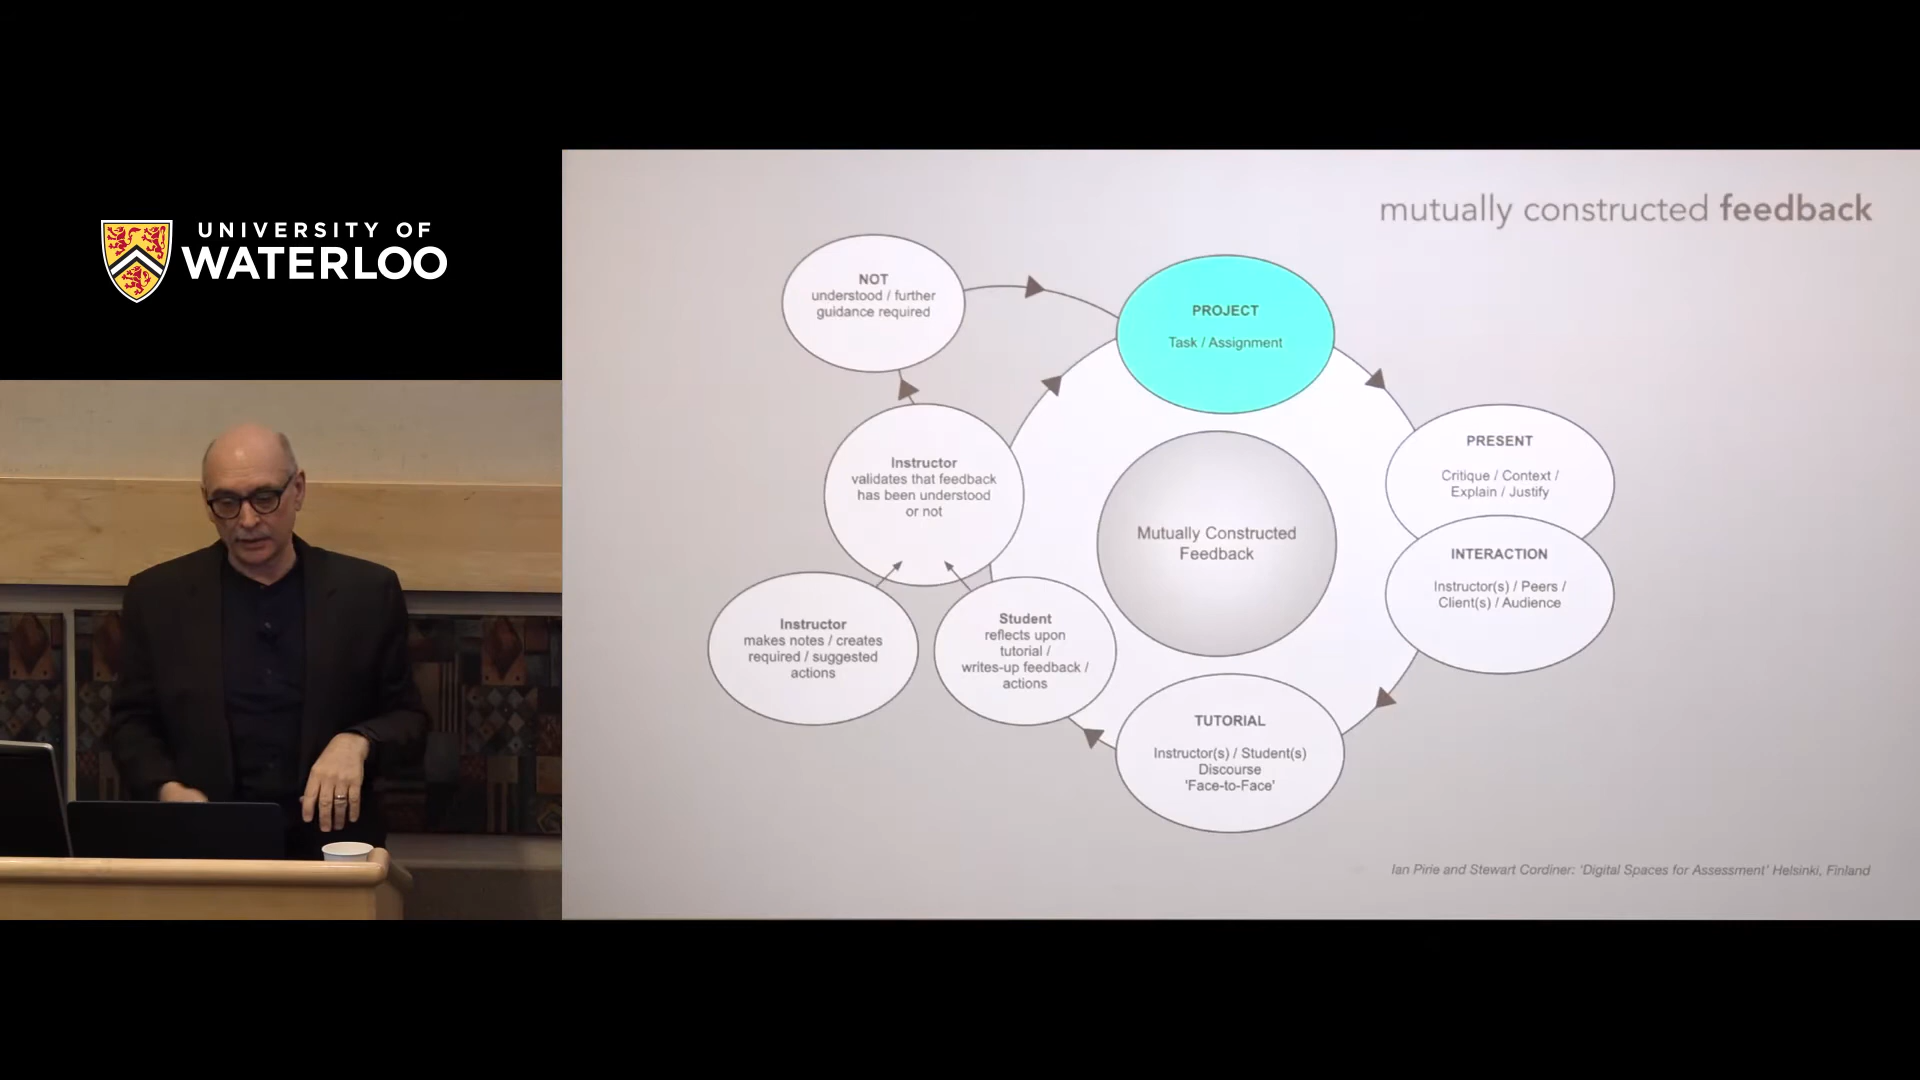 UNIVERSITY OF
WATERLOO
mutually constructed feedback
NOT
understood / further
guidance required
PROJECT
Task / Assignment
PRESENT
Critique / Context /
Explain / Justify
INTERACTION
Instructor(s) / Peers /
Client(s) / Audience
Instructor
validates that feedback
has been understood
or not
Mutually Constructed
Feedback
Instructor
makes notes / creates
required / suggested
actions
Student
reflects upon
tutorial /
writes-up feedback /
actions
TUTORIAL
Instructor(s) / Student(s)
Discourse
'Face-to-Face'
Ian Pirie and Stewart Cordiner: 'Digital Spaces for Assessment' Helsinki, Finland